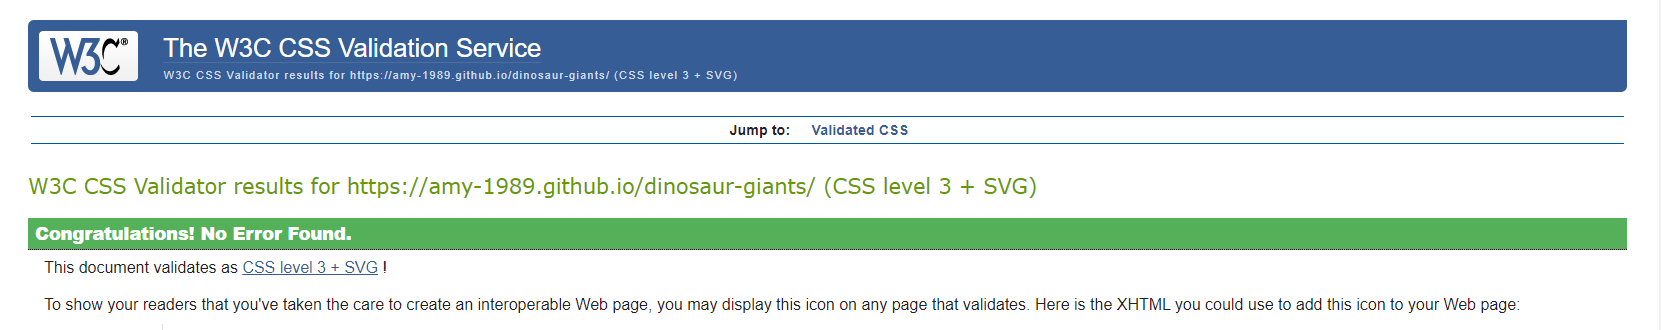 W3C®
The W3C CSS Validation Service
W3C CSS Validator results for https://amy-1989.github.io/dinosaur-giants/ (CSS level 3 + SVG)
Jump to: Validated CSS
W3C CSS Validator results for https://amy-1989.github.io/dinosaur-giants/ (CSS level 3 + SVG)
Congratulations! No Error Found.
This document validates as CSS level 3 + SVG !
To show your readers that you've taken the care to create an interoperable Web page, you may display this icon on any page that validates. Here is the XHTML you could use to add this icon to your Web page: